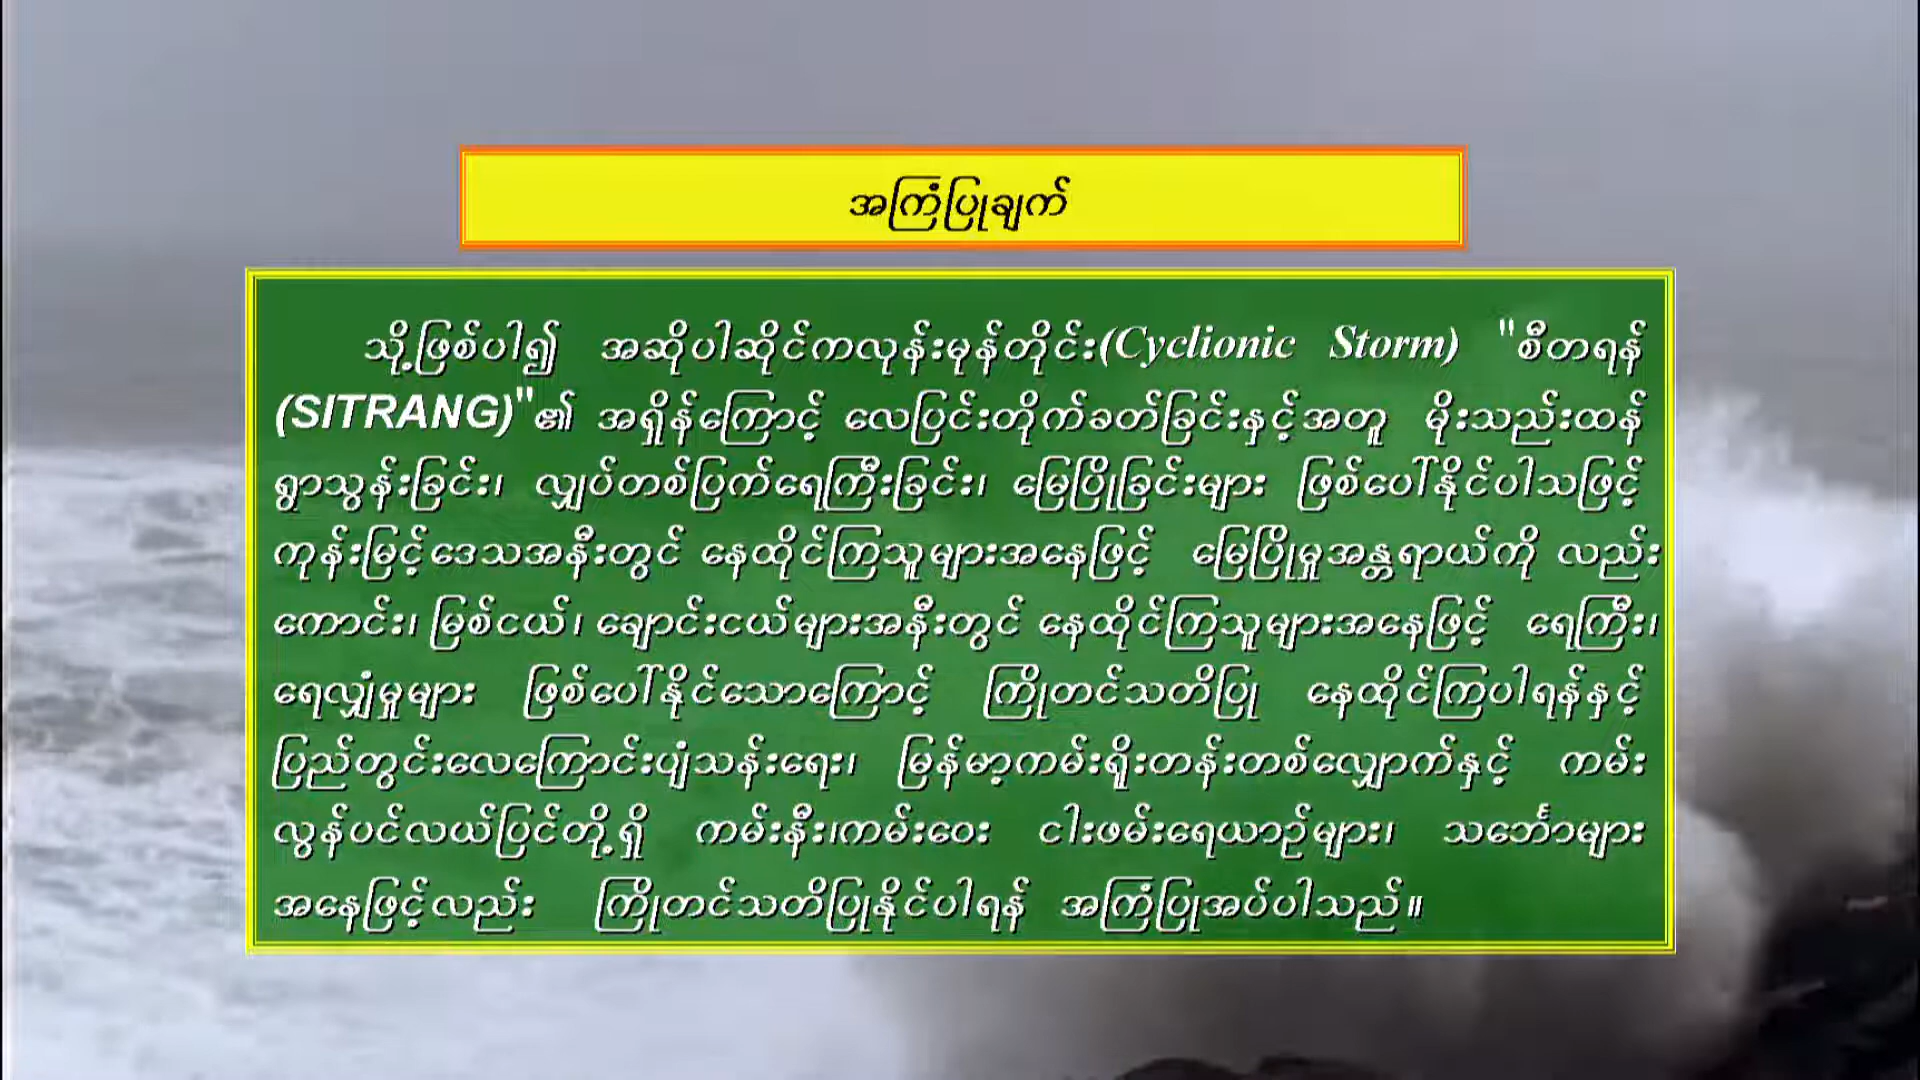 အကြံပြုချက်
သို့ဖြစ်ပါ၍ အဆိုပါဆိုင်ကလုန်းမုန်တိုင်း(Cyclionic Storm) "စီတရန်
(SITRANG)"၏ အရှိန်ကြောင့် လေပြင်းတိုက်ခတ်ခြင်းနှင့်အတူ မိုးသည်းထန်
ရွာသွန်းခြင်း၊ လျှပ်တစ်ပြက်ရေကြီးခြင်း၊ မြေပြိုခြင်းများ ဖြစ်ပေါ်နိုင်ပါသဖြင့်
ကုန်းမြင့်ဒေသအနီးတွင် နေထိုင်ကြသူများအနေဖြင့် မြေပြိုမှုအန္တရာယ်ကို လည်း
ကောင်း၊ မြစ်ငယ်၊ ချောင်းငယ်များအနီးတွင် နေထိုင်ကြသူများအနေဖြင့် ရေကြီး၊
ရေလျှံမှုများ ဖြစ်ပေါ်နိုင်သောကြောင့် ကြိုတင်သတိပြု နေထိုင်ကြပါရန်နှင့်
ပြည်တွင်းလေကြောင်းပျံသန်းရေး၊ မြန်မာ့ကမ်းရိုးတန်းတစ်လျှောက်နှင့် ကမ်း
လွန်ပင်လယ်ပြင်တို့ရှိ ကမ်းနီး၊ကမ်းဝေး ငါးဖမ်းရေယာဉ်များ၊ သင်္ဘောများ
အနေဖြင့်လည်း ကြိုတင်သတိပြုနိုင်ပါရန် အကြံပြုအပ်ပါသည်။